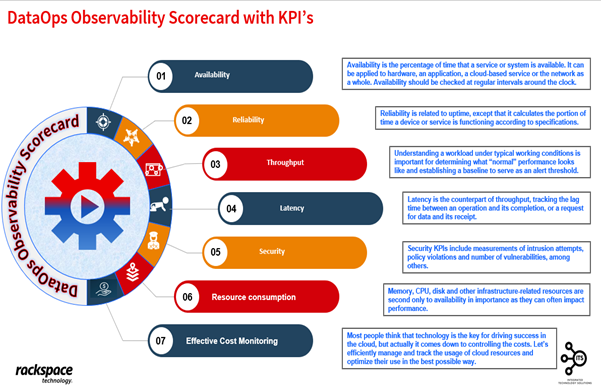 DataOps Observability Scorecard with KPI's
DataOps Observability Scorecard
01
Availability
Availability is the percentage of time that a service or system is available. It can
be applied to hardware, an application, a cloud-based service or the network as
a whole. Availability should be checked at regular intervals around the clock.
02
Reliability
Reliability is related to uptime, except that it calculates the portion of
time a device or service is functioning according to specifications.
03
Throughput
Understanding a workload under typical working conditions is
important for determining what "normal" performance looks
like and establishing a baseline to serve as an alert threshold.
04
Latency
Latency is the counterpart of throughput, tracking the lag
time between an operation and its completion, or a request
for data and its receipt.
05
Security
Security KPIs include measurements of intrusion attempts,
policy violations and number of vulnerabilities, among
others.
06
Resource consumption
Memory, CPU, disk and other infrastructure-related resources are
second only to availability in importance as they can often impact
performance.
07
Effective Cost Monitoring
Most people think that technology is the key for driving success in
the cloud, but actually it comes down to controlling the costs. Let's
efficiently manage and track the usage of cloud resources and
optimize their use in the best possible way.
rackspace
technology.
ITS
INTEGRATED
TECHNOLOGY SOLUTIONS